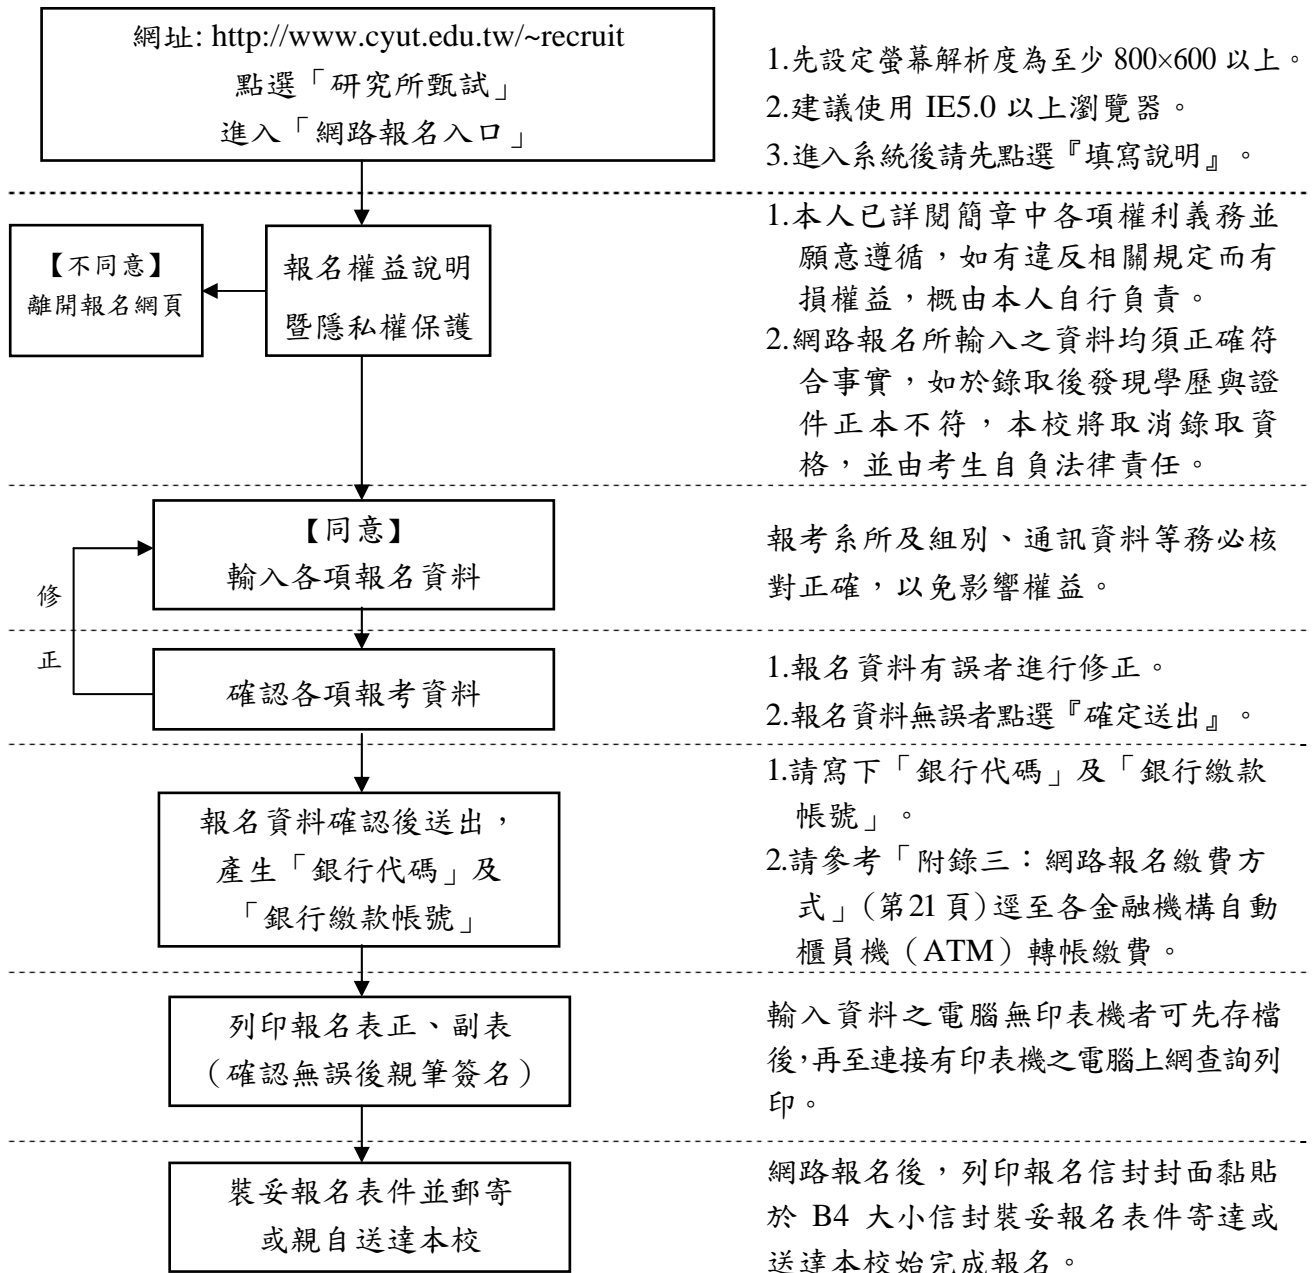 網址: http://www.cyut.edu.tw/~recruit
點選「研究所甄試」
進入「網路報名入口」
1.先設定螢幕解析度為至少 800×600 以上。
2.建議使用 IE5.0 以上瀏覽器。
3.進入系統後請先點選『填寫說明』。
【不同意】
離開報名網頁
報名權益說明
暨隱私權保護
1.本人已詳閱簡章中各項權利義務並
願意遵循，如有違反相關規定而有
損權益，概由本人自行負責。
2.網路報名所輸入之資料均須正確符
合事實，如於錄取後發現學歷與證
件正本不符，本校將取消錄取資
格，並由考生自負法律責任。
【同意】
輸入各項報名資料
報考系所及組別、通訊資料等務必核
對正確，以免影響權益。
修
正
確認各項報考資料
1.報名資料有誤者進行修正。
2.報名資料無誤者點選『確定送出』。
報名資料確認後送出，
產生「銀行代碼」及
「銀行繳款帳號」
1.請寫下「銀行代碼」及「銀行繳款
帳號」。
2.請參考「附錄三：網路報名繳費方
式」(第21頁)逕至各金融機構自動
櫃員機（ATM）轉帳繳費。
列印報名表正、副表
（確認無誤後親筆簽名）
輸入資料之電腦無印表機者可先存檔
後，再至連接有印表機之電腦上網查詢列
印。
裝妥報名表件並郵寄
或親自送達本校
網路報名後，列印報名信封封面黏貼
於 B4 大小信封裝妥報名表件寄達或
送達本校始完成報名。